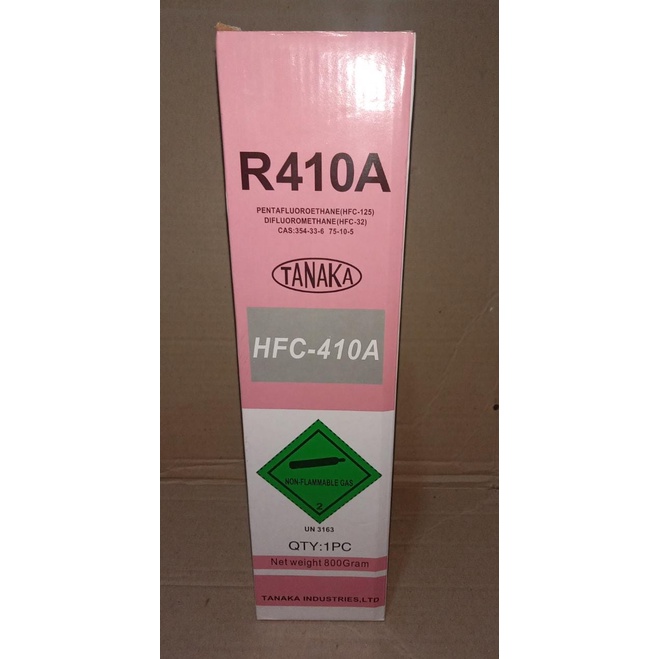 R410A
PENTAFLUOROETHANE(HFC-125)
DIFLUOROMETHANE(HFC-32)
CAS:354-33-6 75-10-5
TANAKA
HFC-410A
NON-FLAMMABLE GAS
2
UN 3163
QTY:1PC
Net weight 800Gram
TANAKA INDUSTRIES.LTD